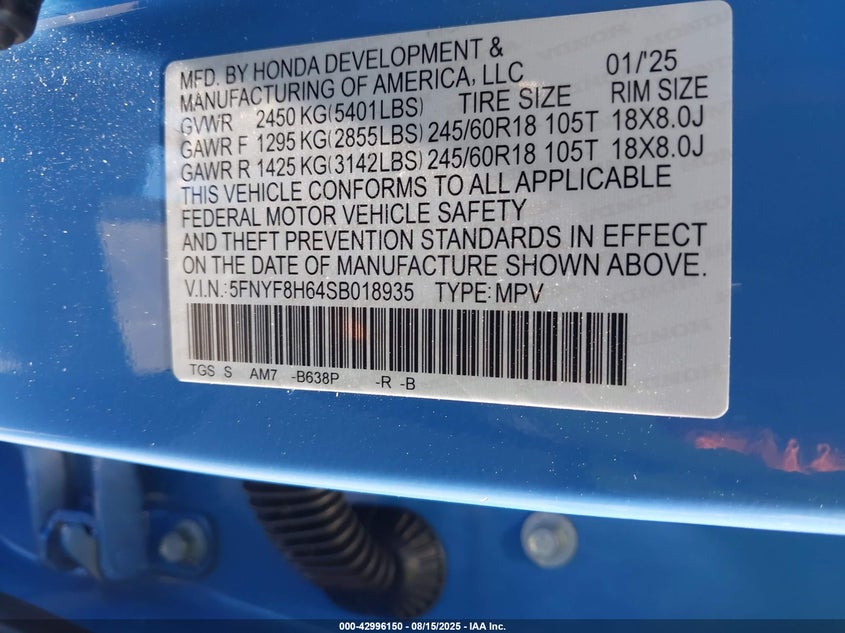 MFD. BY HONDA DEVELOPMENT & 
MANUFACTURING OF AMERICA, LLC 01/'25
GVWR 2450 KG(5401LBS) TIRE SIZE RIM SIZE
GAWR F 1295 KG(2855LBS) 245/60R18 105T 18X8.0J
GAWR R 1425 KG(3142LBS) 245/60R18 105T 18X8.0J
THIS VEHICLE CONFORMS TO ALL APPLICABLE
FEDERAL MOTOR VEHICLE SAFETY
AND THEFT PREVENTION STANDARDS IN EFFECT
ON THE DATE OF MANUFACTURE SHOWN ABOVE.
V.I.N.:5FNYF8H64SB018935 TYPE:MPV
TGS S AM7 -B638P -R -B
000-42996150 - 08/15/2025 - IAA Inc.